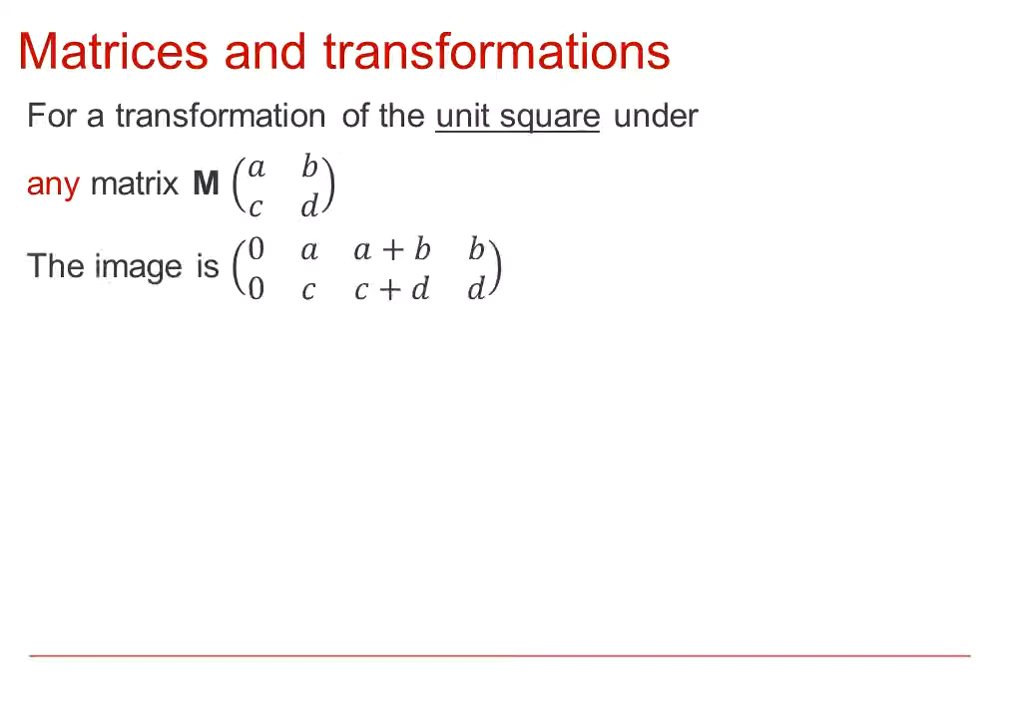 Matrices and transformations
For a transformation of the unit square under
any matrix M (a b
c d)
The image is (0 a a + b b
0 c c + d d)